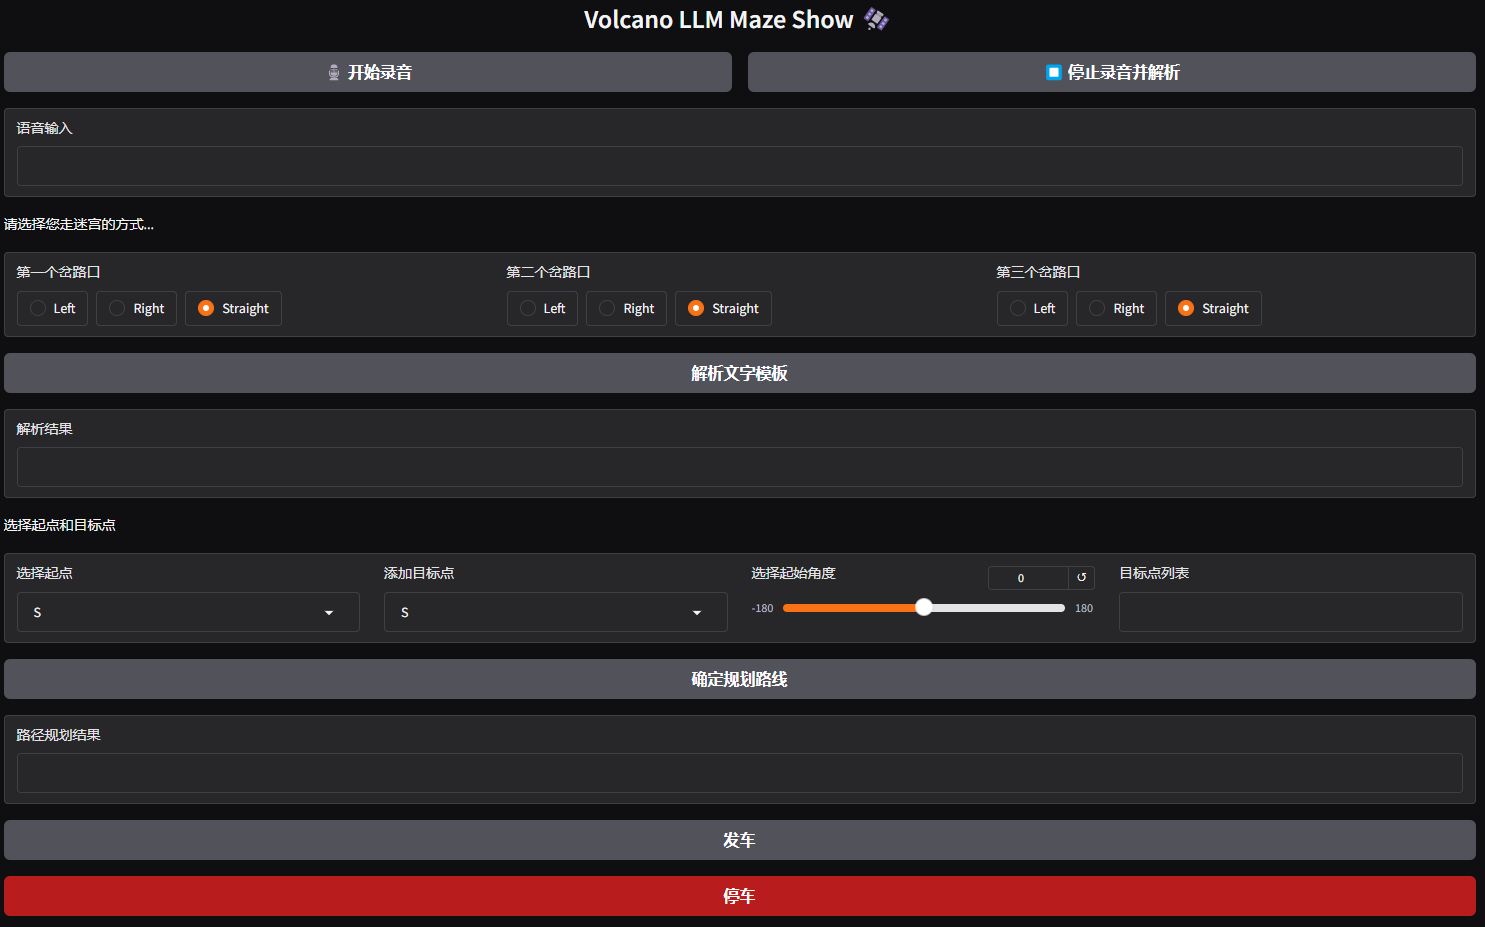 Volcano LLM Maze Show 🛰️
🎙️ 开始录音
⏹️ 停止录音并解析
语音输入
请选择您走迷宫的方式...
第一个岔路口
第二个岔路口
第三个岔路口
Left Right Straight
Left Right Straight
Left Right Straight
解析文字模板
解析结果
选择起点和目标点
选择起点
添加目标点
选择起始角度
0
↺
目标点列表
S
S
-180
180
确定规划路线
路径规划结果
发车
停车